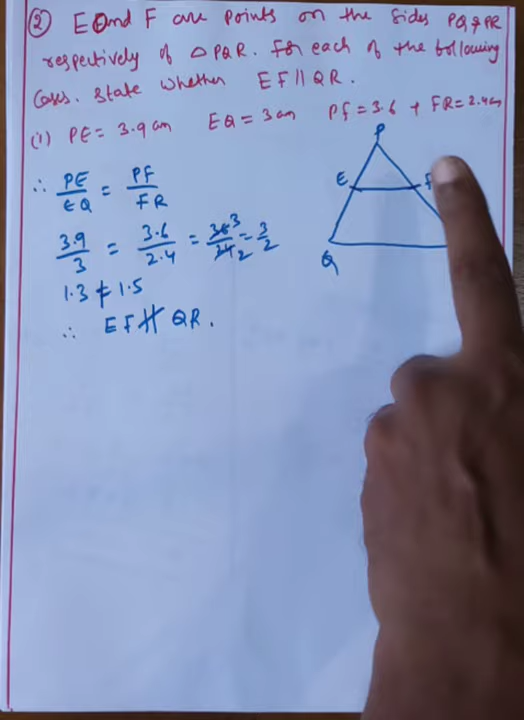 ② E and F are points on the sides PQ & PR
respectively of △PQR. For each of the following
Cases. State whether EF || QR.
(1) PE = 3.9 cm EQ = 3 cm Pf = 3.6 + FR = 2.4 cm
P
E F
Q
∴ PE/EQ = PF/FR
3.9/3 = 3.6/2.4 = 36/24 3/2 = 3/2
1.3 ≠ 1.5
∴ EF ∦ QR.